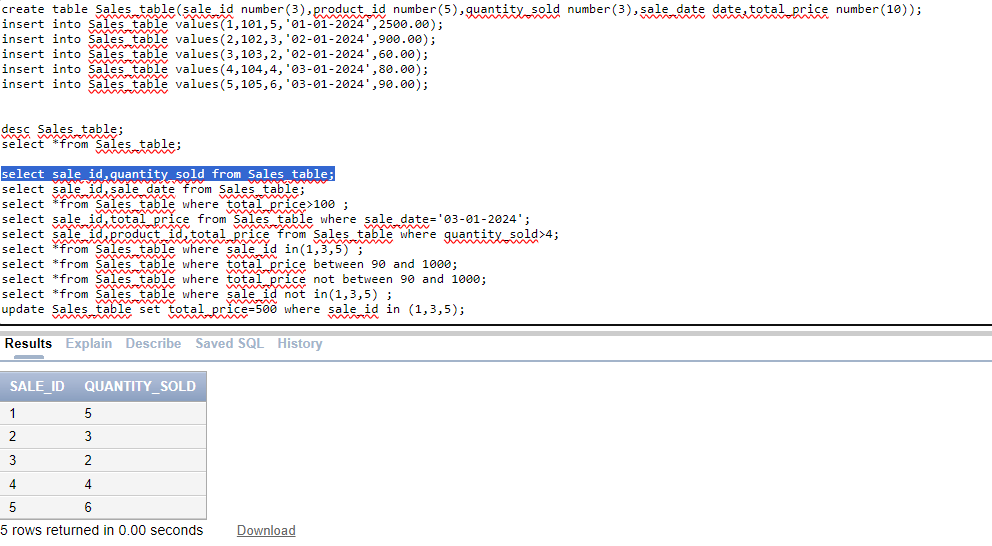 create table Sales_table(sale_id number(3),product_id number(5),quantity_sold number(3),sale_date date,total_price number(10));
insert into Sales_table values(1,101,5,'01-01-2024',2500.00);
insert into Sales_table values(2,102,3,'02-01-2024',900.00);
insert into Sales_table values(3,103,2,'02-01-2024',60.00);
insert into Sales_table values(4,104,4,'03-01-2024',80.00);
insert into Sales_table values(5,105,6,'03-01-2024',90.00);
desc Sales_table;
select *from Sales_table;
select sale_id,quantity_sold from Sales_table;
select sale_id,sale_date from Sales_table;
select *from Sales_table where total_price>100 ;
select sale_id,total_price from Sales_table where sale_date='03-01-2024';
select sale_id,product_id,total_price from Sales_table where quantity_sold>4;
select *from Sales_table where sale_id in(1,3,5) ;
select *from Sales_table where total_price between 90 and 1000;
select *from Sales_table where total_price not between 90 and 1000;
select *from Sales_table where sale_id not in(1,3,5) ;
update Sales_table set total_price=500 where sale_id in (1,3,5);
Results Explain Describe Saved SQL History
SALE_ID QUANTITY_SOLD
1 5
2 3
3 2
4 4
5 6
5 rows returned in 0.00 seconds Download